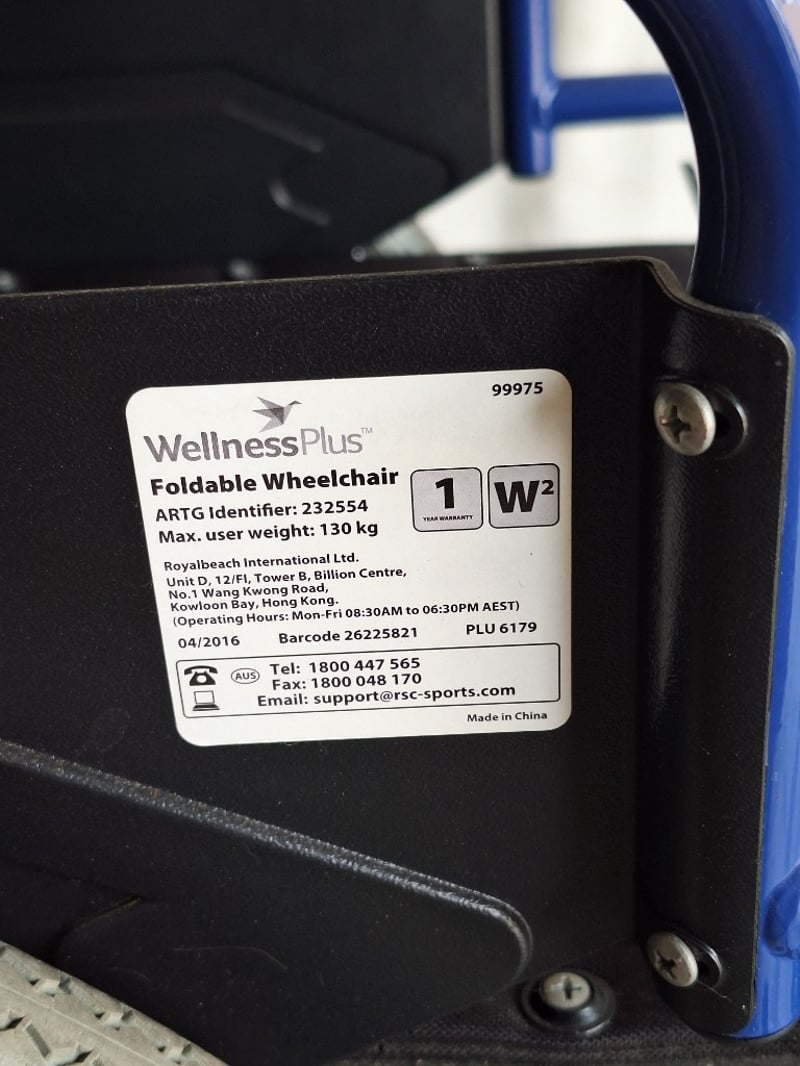 99975
WellnessPlus™
Foldable Wheelchair
ARTG Identifier: 232554
Max. user weight: 130 kg
1
YEAR WARRANTY
W²
Royalbeach International Ltd.
Unit D, 12/Fl, Tower B, Billion Centre,
No.1 Wang Kwong Road,
Kowloon Bay, Hong Kong.
(Operating Hours: Mon-Fri 08:30AM to 06:30PM AEST)
04/2016 Barcode 26225821 PLU 6179
AUS Tel: 1800 447 565
Fax: 1800 048 170
Email: support@rsc-sports.com
Made in China